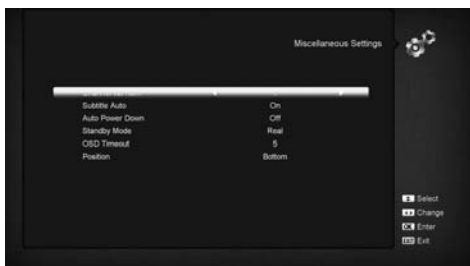 Miscellaneous Settings
Subtitle Auto On
Auto Power Down Off
Standby Mode Real
OSD Timeout 5
Position Bottom
Select
Change
OK Enter
EXIT Exit